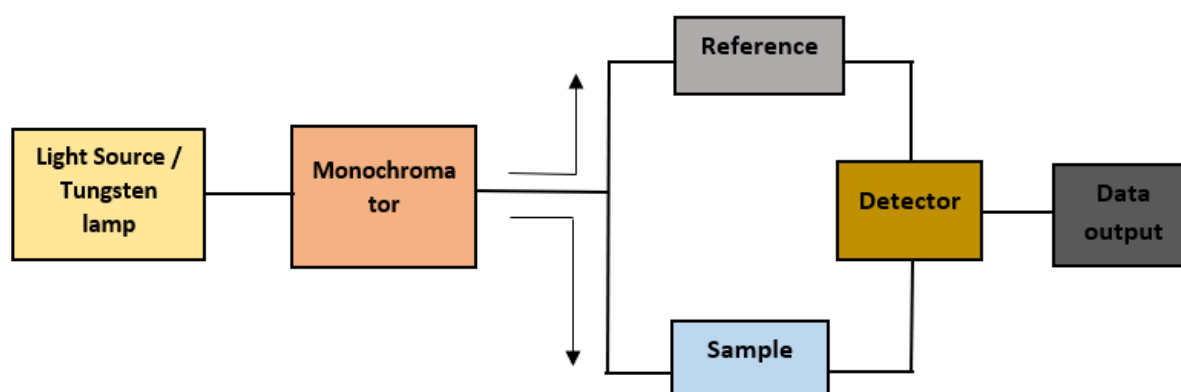 Reference
Light Source /
Tungsten
lamp
Monochroma
tor
Detector
Data
output
Sample